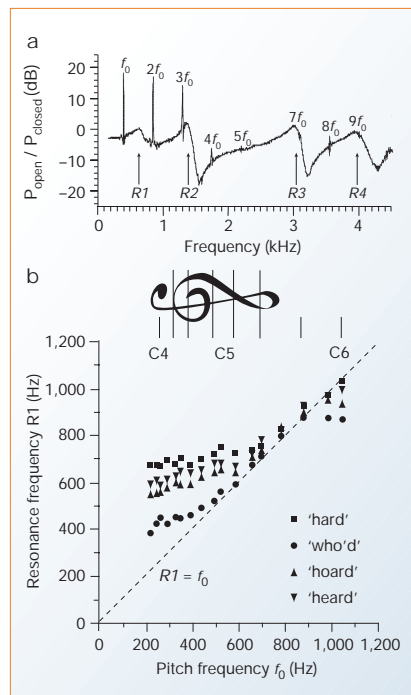 a
f0 2f0 3f0 4f0 5f0 7f0 8f0 9f0
20
10
0
−10
−20
Popen / Pclosed (dB)
R1 R2 R3 R4
0 1 2 3 4
Frequency (kHz)
b
C4 C5 C6
1,200
1,000
800
600
400
200
0
Resonance frequency R1 (Hz)
'hard'
'who'd'
'hoard'
'heard'
R1 = f0
0 200 400 600 800 1,000 1,200
Pitch frequency f0 (Hz)